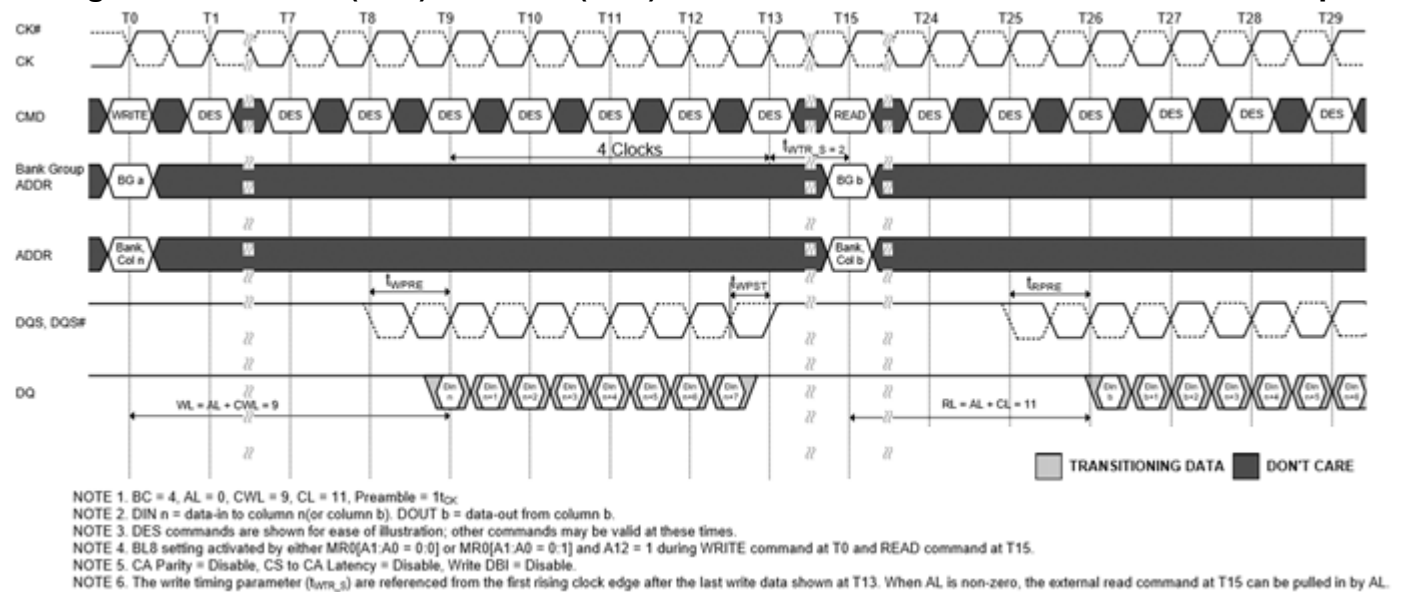 T0 T1 T7 T8 T9 T10 T11 T12 T13 T15 T24 T25 T26 T27 T28 T29
CK#
CK
CMD WRITE DES DES DES DES DES DES DES DES READ DES DES DES DES DES DES
4 Clocks tWTR_S = 2
Bank Group
ADDR BG a BG b
ADDR Bank, Col n Bank, Col b
tWPRE tWPST tRPRE
DQS, DQS#
DQ Din n Din n+1 Din n+2 Din n+3 Din n+4 Din n+5 Din n+6 Din n+7 Din b Din b+1 Din b+2 Din n+3 Din n+4 Din n+5 Din n+6
WL = AL + CWL = 9 RL = AL + CL = 11
TRANSITIONING DATA DON'T CARE
NOTE 1. BC = 4, AL = 0, CWL = 9, CL = 11, Preamble = 1tCK
NOTE 2. DIN n = data-in to column n(or column b). DOUT b = data-out from column b.
NOTE 3. DES commands are shown for ease of illustration; other commands may be valid at these times.
NOTE 4. BL8 setting activated by either MR0[A1:A0 = 0:0] or MR0[A1:A0 = 0:1] and A12 = 1 during WRITE command at T0 and READ command at T15.
NOTE 5. CA Parity = Disable, CS to CA Latency = Disable, Write DBI = Disable.
NOTE 6. The write timing parameter (tWTR_S) are referenced from the first rising clock edge after the last write data shown at T13. When AL is non-zero, the external read command at T15 can be pulled in by AL.